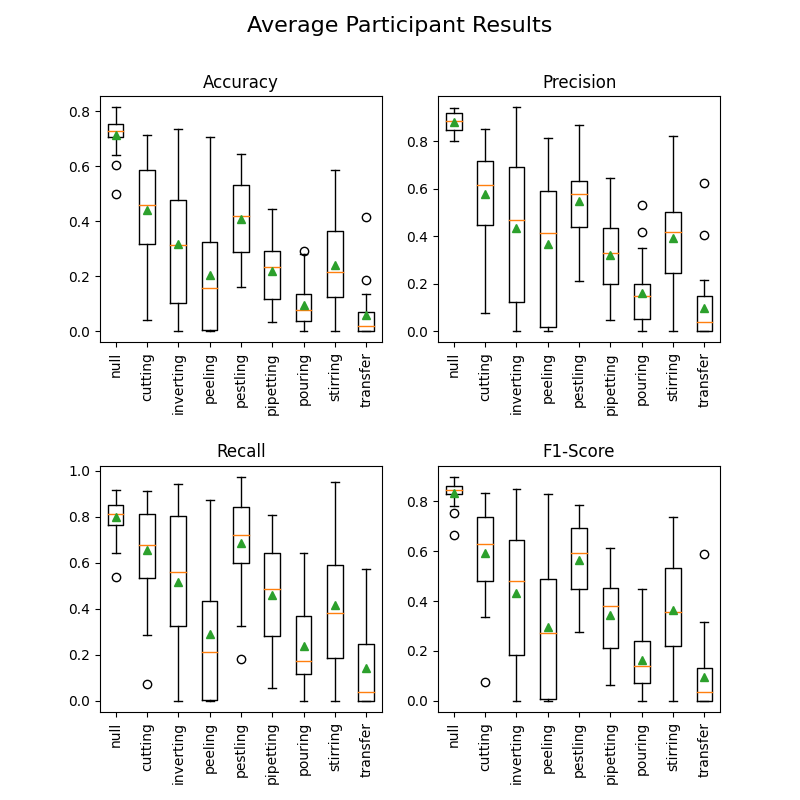 Average Participant Results
Accuracy
0.8
0.6
0.4
0.2
0.0
null
cutting
inverting
peeling
pestling
pipetting
pouring
stirring
transfer
Precision
0.8
0.6
0.4
0.2
0.0
null
cutting
inverting
peeling
pestling
pipetting
pouring
stirring
transfer
Recall
1.0
0.8
0.6
0.4
0.2
0.0
null
cutting
inverting
peeling
pestling
pipetting
pouring
stirring
transfer
F1-Score
0.8
0.6
0.4
0.2
0.0
null
cutting
inverting
peeling
pestling
pipetting
pouring
stirring
transfer